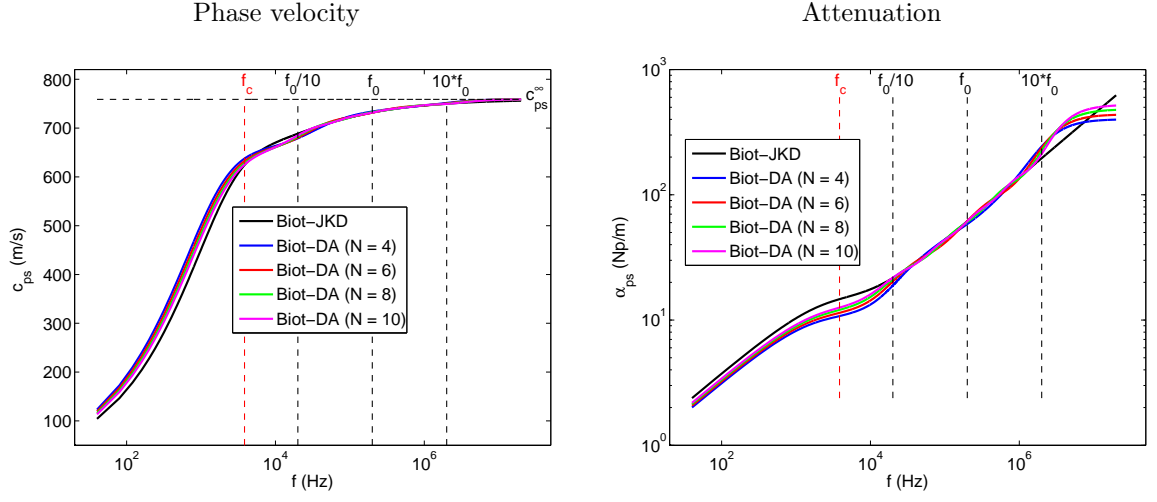 Phase velocity
f_c f_0/10 f_0 10*f_0
c_ps^∞
800
700
600
500
400
300
200
100
c_ps (m/s)
Biot−JKD
Biot−DA (N = 4)
Biot−DA (N = 6)
Biot−DA (N = 8)
Biot−DA (N = 10)
10^2 10^4 10^6
f (Hz)
Attenuation
f_c f_0/10 f_0 10*f_0
10^3
10^2
10^1
10^0
α_ps (Np/m)
Biot−JKD
Biot−DA (N = 4)
Biot−DA (N = 6)
Biot−DA (N = 8)
Biot−DA (N = 10)
10^2 10^4 10^6
f (Hz)